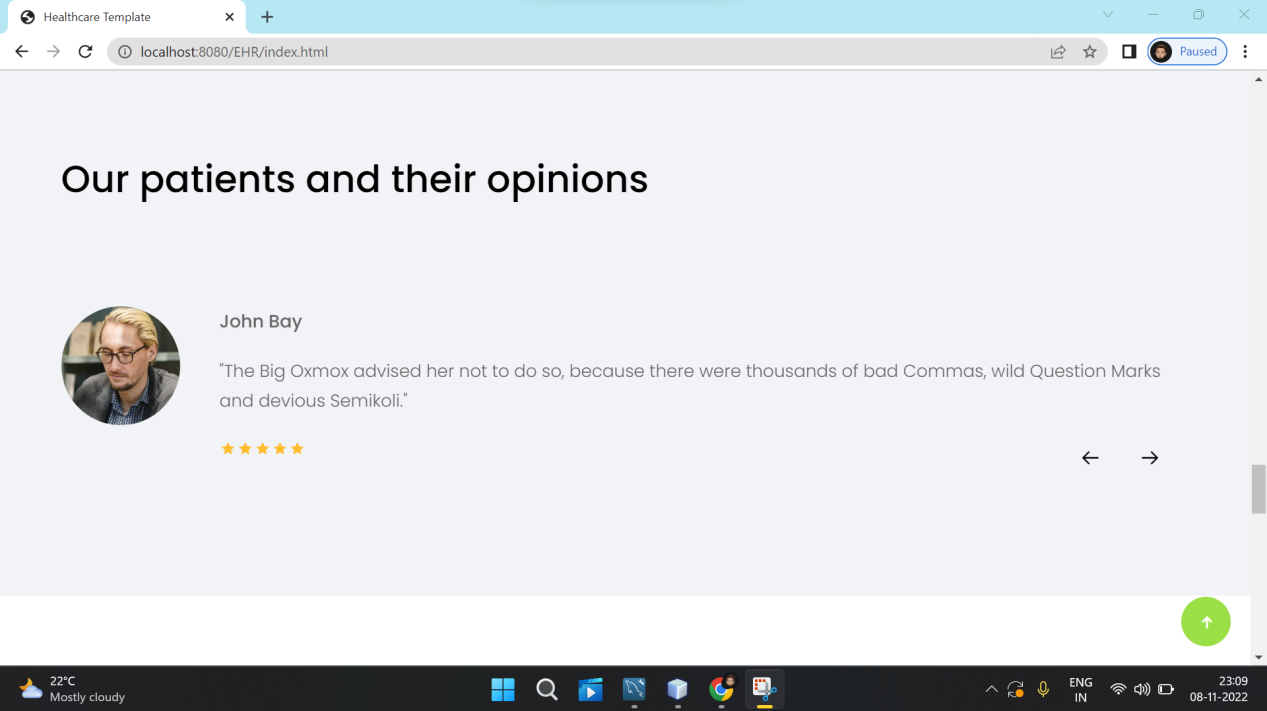 Healthcare Template
localhost:8080/EHR/index.html
Paused
Our patients and their opinions
John Bay
"The Big Oxmox advised her not to do so, because there were thousands of bad Commas, wild Question Marks
and devious Semikoli."
22°C
Mostly cloudy
ENG
IN
23:09
08-11-2022